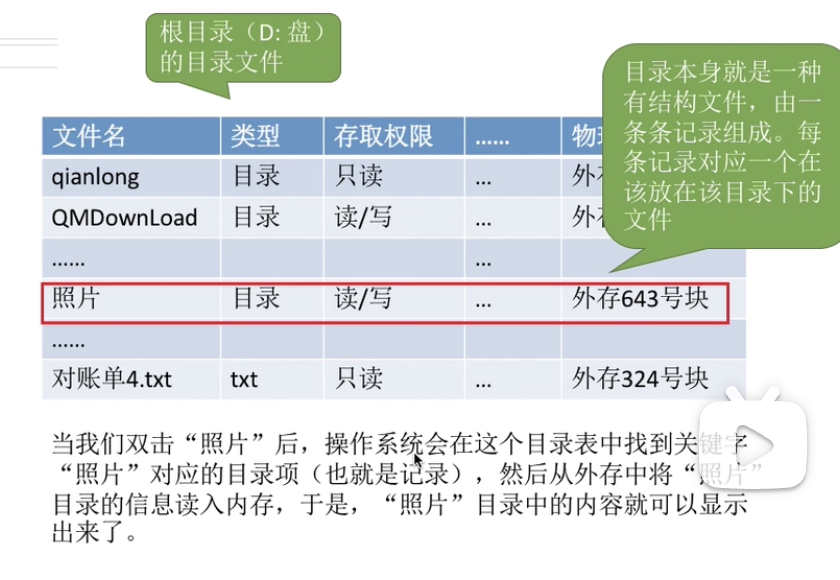 根目录（D: 盘）
的目录文件
目录本身就是一种
有结构文件，由一
条条记录组成。每
条记录对应一个在
该放在该目录下的
文件
文件名 类型 存取权限 …… 物
qianlong 目录 只读 … 外
QMDownLoad 目录 读/写 … 外
…… …
照片 目录 读/写 … 外存643号块
……
对账单4.txt txt 只读 … 外存324号块
当我们双击“照片”后，操作系统会在这个目录表中找到关键字
“照片”对应的目录项（也就是记录），然后从外存中将“照片”
目录的信息读入内存，于是，“照片”目录中的内容就可以显示
出来了。